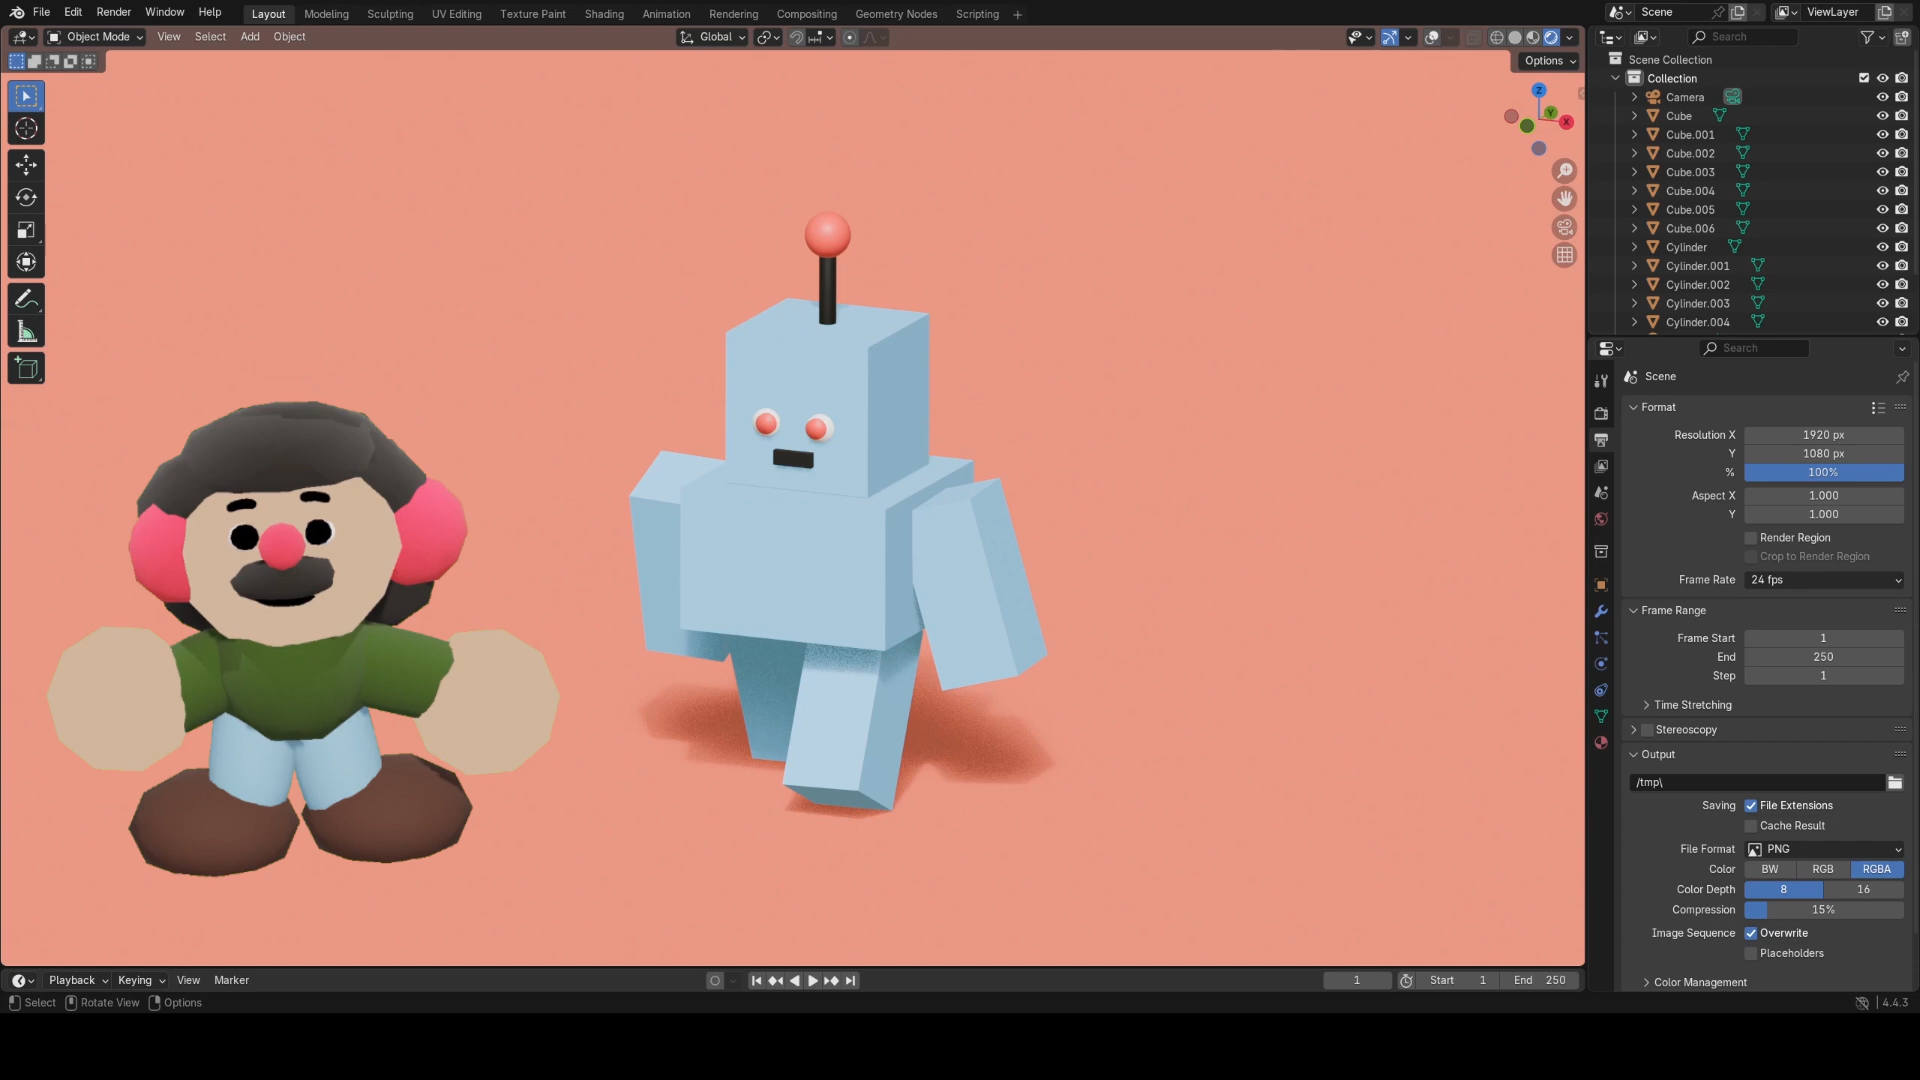 File Edit Render Window Help Layout Modeling Sculpting UV Editing Texture Paint Shading Animation Rendering Compositing Geometry Nodes Scripting + Scene ViewLayer
Object Mode View Select Add Object Global Search
Options
Scene Collection
Collection
Camera
Cube
Cube.001
Cube.002
Cube.003
Cube.004
Cube.005
Cube.006
Cylinder
Cylinder.001
Cylinder.002
Cylinder.003
Cylinder.004
Z
Y
X
Search
Scene
Format
Resolution X 1920 px
Y 1080 px
% 100%
Aspect X 1.000
Y 1.000
Render Region
Crop to Render Region
Frame Rate 24 fps
Frame Range
Frame Start 1
End 250
Step 1
Time Stretching
Stereoscopy
Output
/tmp\
Saving File Extensions
Cache Result
File Format PNG
Color BW RGB RGBA
Color Depth 8 16
Compression 15%
Image Sequence Overwrite
Placeholders
Color Management
Playback Keying View Marker 1 Start 1 End 250
Select Rotate View Options 4.4.3